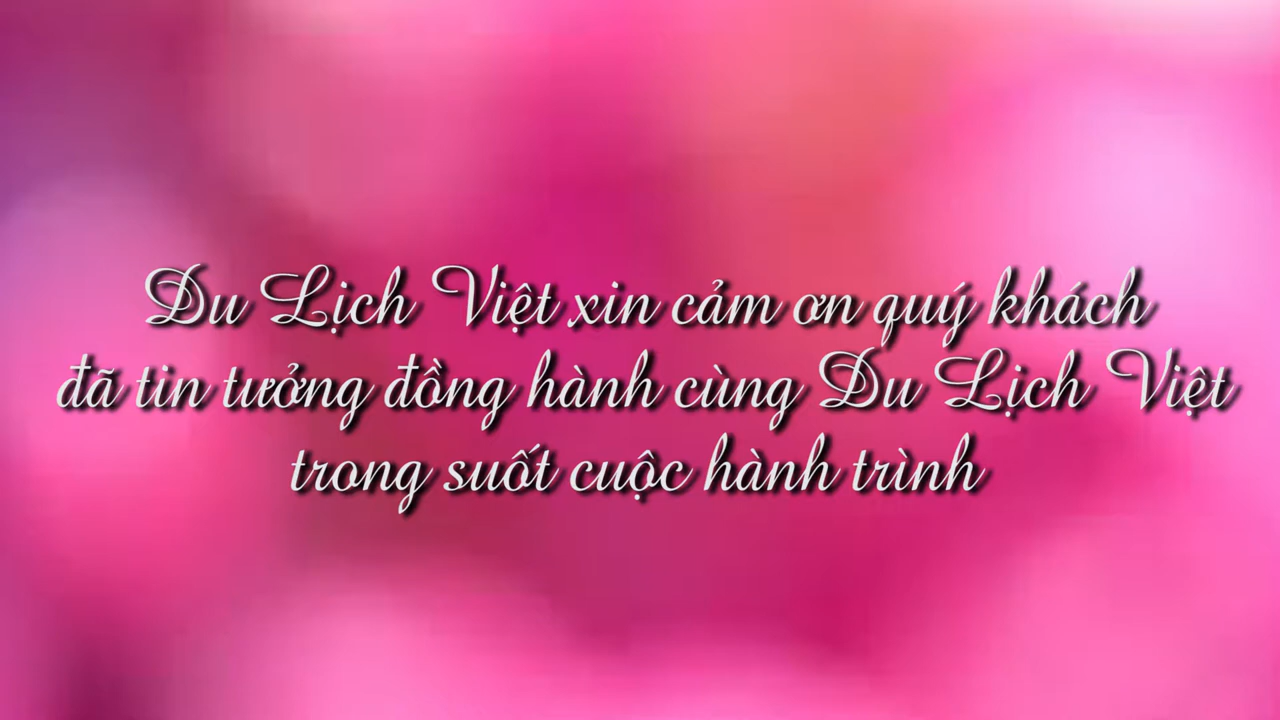 Du Lịch Việt xin cảm ơn quý khách
đã tin tưởng đồng hành cùng Du Lịch Việt
trong suốt cuộc hành trình